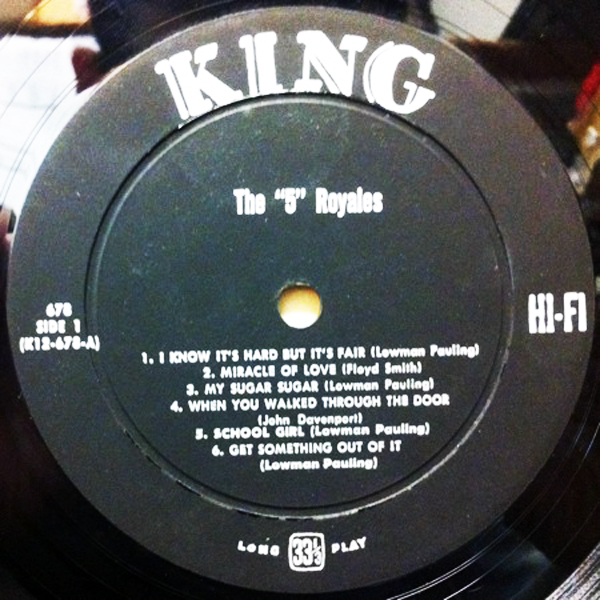 KING
The "5" Royales
678
SIDE 1
(K12-678-A)
HI-FI
1. I KNOW IT'S HARD BUT IT'S FAIR (Lowman Pauling)
2. MIRACLE OF LOVE (Floyd Smith)
3. MY SUGAR SUGAR (Lowman Pauling)
4. WHEN YOU WALKED THROUGH THE DOOR
(John Davenport)
5. SCHOOL GIRL (Lowman Pauling)
6. GET SOMETHING OUT OF IT
(Lowman Pauling)
LONG 33⅓ PLAY